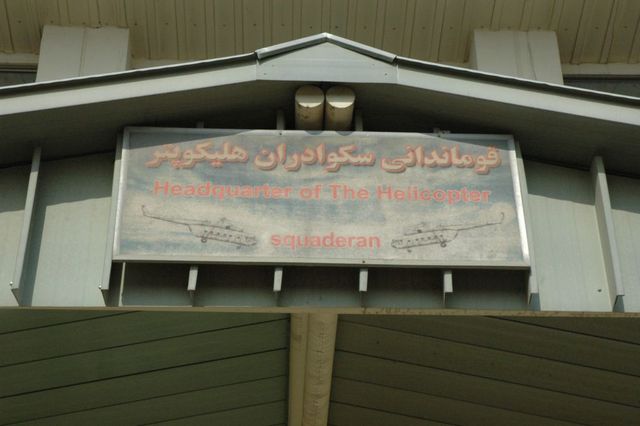 قوماندانی سکوادران هلیکوپتر
Headquarter of The Helicopter
squaderan